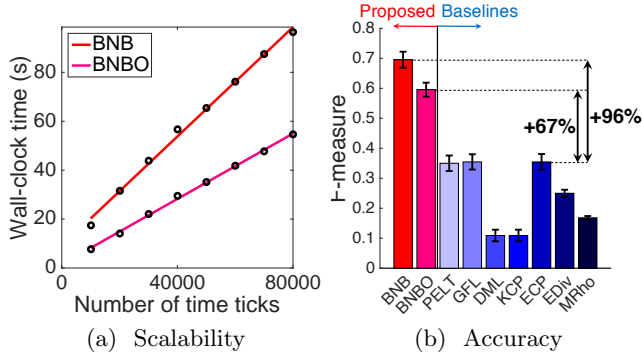 Wall-clock time (s)
BNB
BNBO
80
60
40
20
0
0
40000
80000
Number of time ticks
(a) Scalability
Proposed
Baselines
F-measure
0.8
0.7
0.6
0.5
0.4
0.3
0.2
0.1
0
+67%
+96%
BNB
BNBO
PELT
GFL
DML
KCP
ECP
EDiv
MRho
(b) Accuracy